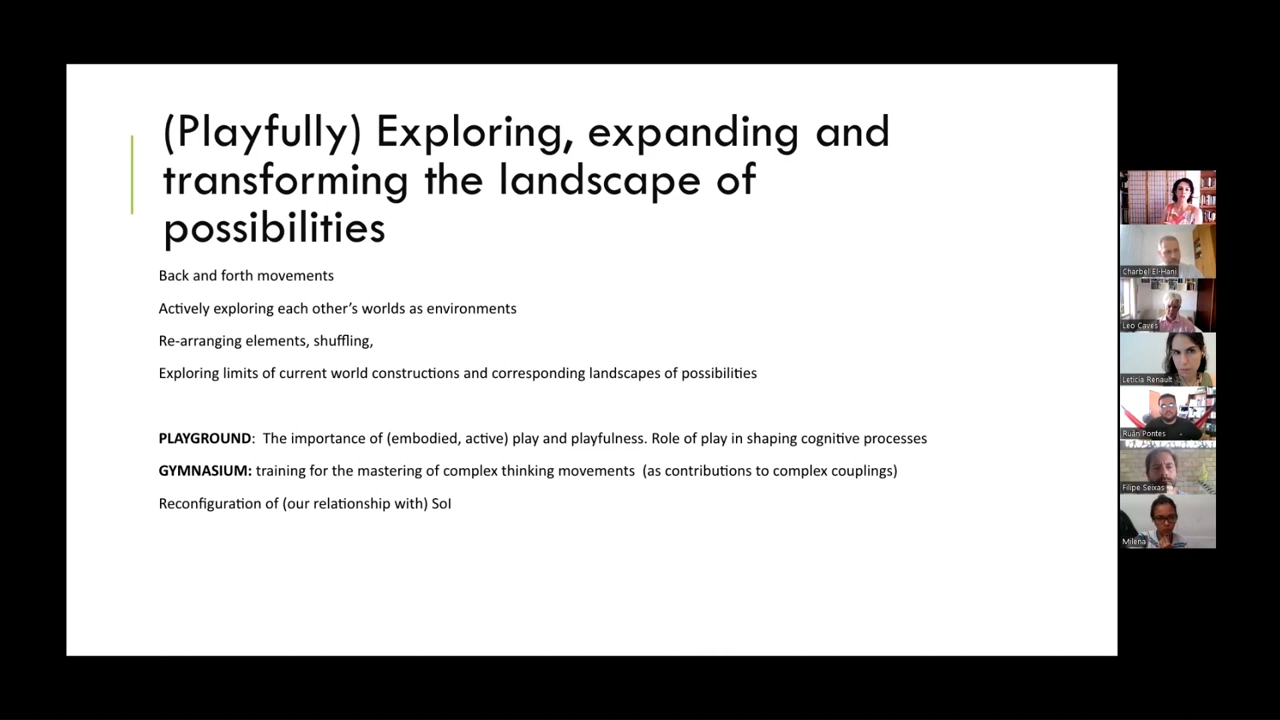 (Playfully) Exploring, expanding and
transforming the landscape of
possibilities
Back and forth movements
Actively exploring each other’s worlds as environments
Re-arranging elements, shuffling,
Exploring limits of current world constructions and corresponding landscapes of possibilities
PLAYGROUND:  The importance of (embodied, active) play and playfulness. Role of play in shaping cognitive processes
GYMNASIUM: training for the mastering of complex thinking movements  (as contributions to complex couplings)
Reconfiguration of (our relationship with) SoI
Charbel El-Hani
Leo Caves
Leticia Renault
Ruan Pontes
Filipe Seixas
Milena